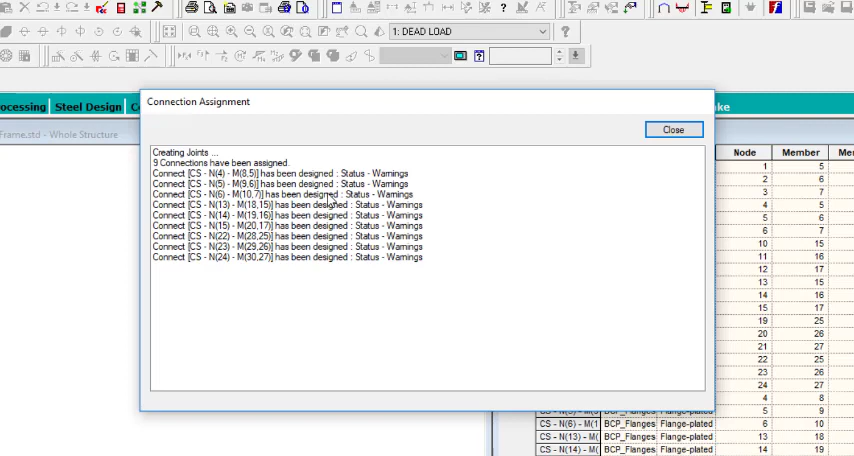 1: DEAD LOAD
ocessing Steel Design
Frame.std - Whole Structure
Connection Assignment
Close
Creating Joints ...
9 Connections have been assigned.
Connect [CS - N(4) - M(8,5)] has been designed : Status - Warnings
Connect [CS - N(5) - M(9,6)] has been designed : Status - Warnings
Connect [CS - N(6) - M(10,7)] has been designed : Status - Warnings
Connect [CS - N(13) - M(18,15)] has been designed : Status - Warnings
Connect [CS - N(14) - M(19,16)] has been designed : Status - Warnings
Connect [CS - N(15) - M(20,17)] has been designed : Status - Warnings
Connect [CS - N(22) - M(28,25)] has been designed : Status - Warnings
Connect [CS - N(23) - M(29,26)] has been designed : Status - Warnings
Connect [CS - N(24) - M(30,27)] has been designed : Status - Warnings
ke
Node Member Me
1 5
2 6
3 7
4 5
5 6
6 7
10 15
11 16
12 17
13 15
14 16
15 17
19 25
20 26
21 27
22 25
23 26
24 27
4 8
CS - N(5) - M(9 BCP_Flanges Flange-plated 5 9
CS - N(6) - M(1 BCP_Flanges Flange-plated 6 10
CS - N(13) - M( BCP_Flanges Flange-plated 13 18
CS - N(14) - M( BCP_Flanges Flange-plated 14 19